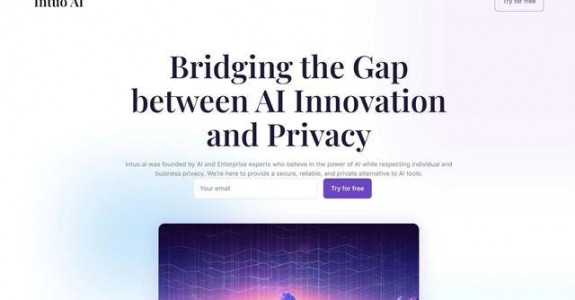 Intuo AI
Try for free
Bridging the Gap
between AI Innovation
and Privacy
Intuo.ai was founded by AI and Enterprise experts who believe in the power of AI while respecting individual and
business privacy. We're here to provide a secure, reliable, and private alternative to AI tools.
Your email
Try for free